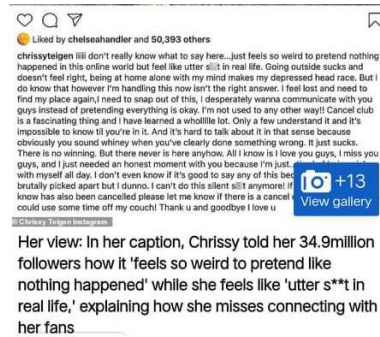 Liked by chelseahandler and 50,393 others
chrissyteigen Iiii don't really know what to say here...just feels so weird to pretend nothing
happened in this online world but feel like utter s[]it in real life. Going outside sucks and
doesn't feel right, being at home alone with my mind makes my depressed head race. But I
do know that however I'm handling this now isn't the right answer. I feel lost and need to
find my place again,I need to snap out of this, I desperately wanna communicate with you
guys instead of pretending everything is okay. I'm not used to any other way!! Cancel club
is a fascinating thing and I have learned a whollllle lot. Only a few understand it and it's
impossible to know til you're in it. And it's hard to talk about it in that sense because
obviously you sound whiney when you've clearly done something wrong. It just sucks.
There is no winning. But there never is here anyhow. All I know is I love you guys, I miss you
guys, and I just needed an honest moment with you because I'm just.
with myself all day. I don't even know if it's good to say any of this bec
brutally picked apart but I dunno. I can't do this silent s[]it anymore! If
know has also been cancelled please let me know if there is a cancel
could use some time off my couch! Thank u and goodbye I love u
+13
View gallery
© Chrissy Teigen Instagram
Her view: In her caption, Chrissy told her 34.9million
followers how it 'feels so weird to pretend like
nothing happened' while she feels like 'utter s**t in
real life,' explaining how she misses connecting with
her fans